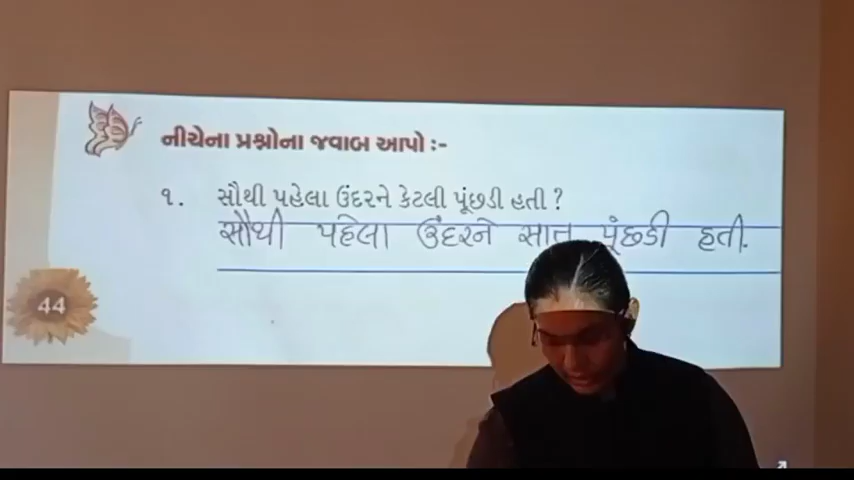 નીચેના પ્રશ્નોના જવાબ આપો :-
૧. સૌથી પહેલા ઉંદરને કેટલી પૂંછડી હતી ?
સૌથી પહેલા ઉંદરને સાત પૂંછડી હતી.
44